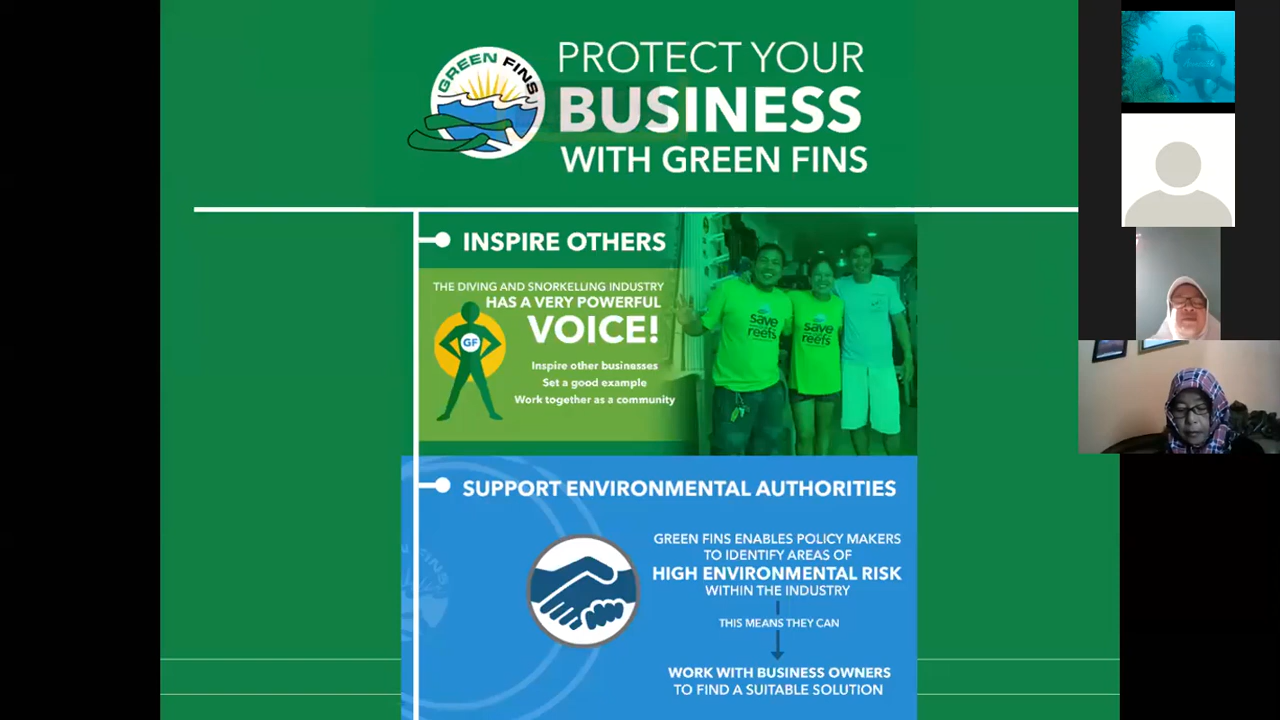 GREEN FINS
PROTECT YOUR
BUSINESS
WITH GREEN FINS
INSPIRE OTHERS
THE DIVING AND SNORKELLING INDUSTRY
HAS A VERY POWERFUL
VOICE!
GF
Inspire other businesses
Set a good example
Work together as a community
save
reefs
save
reefs
SUPPORT ENVIRONMENTAL AUTHORITIES
GREEN FINS ENABLES POLICY MAKERS
TO IDENTIFY AREAS OF
HIGH ENVIRONMENTAL RISK
WITHIN THE INDUSTRY
THIS MEANS THEY CAN
WORK WITH BUSINESS OWNERS
TO FIND A SUITABLE SOLUTION